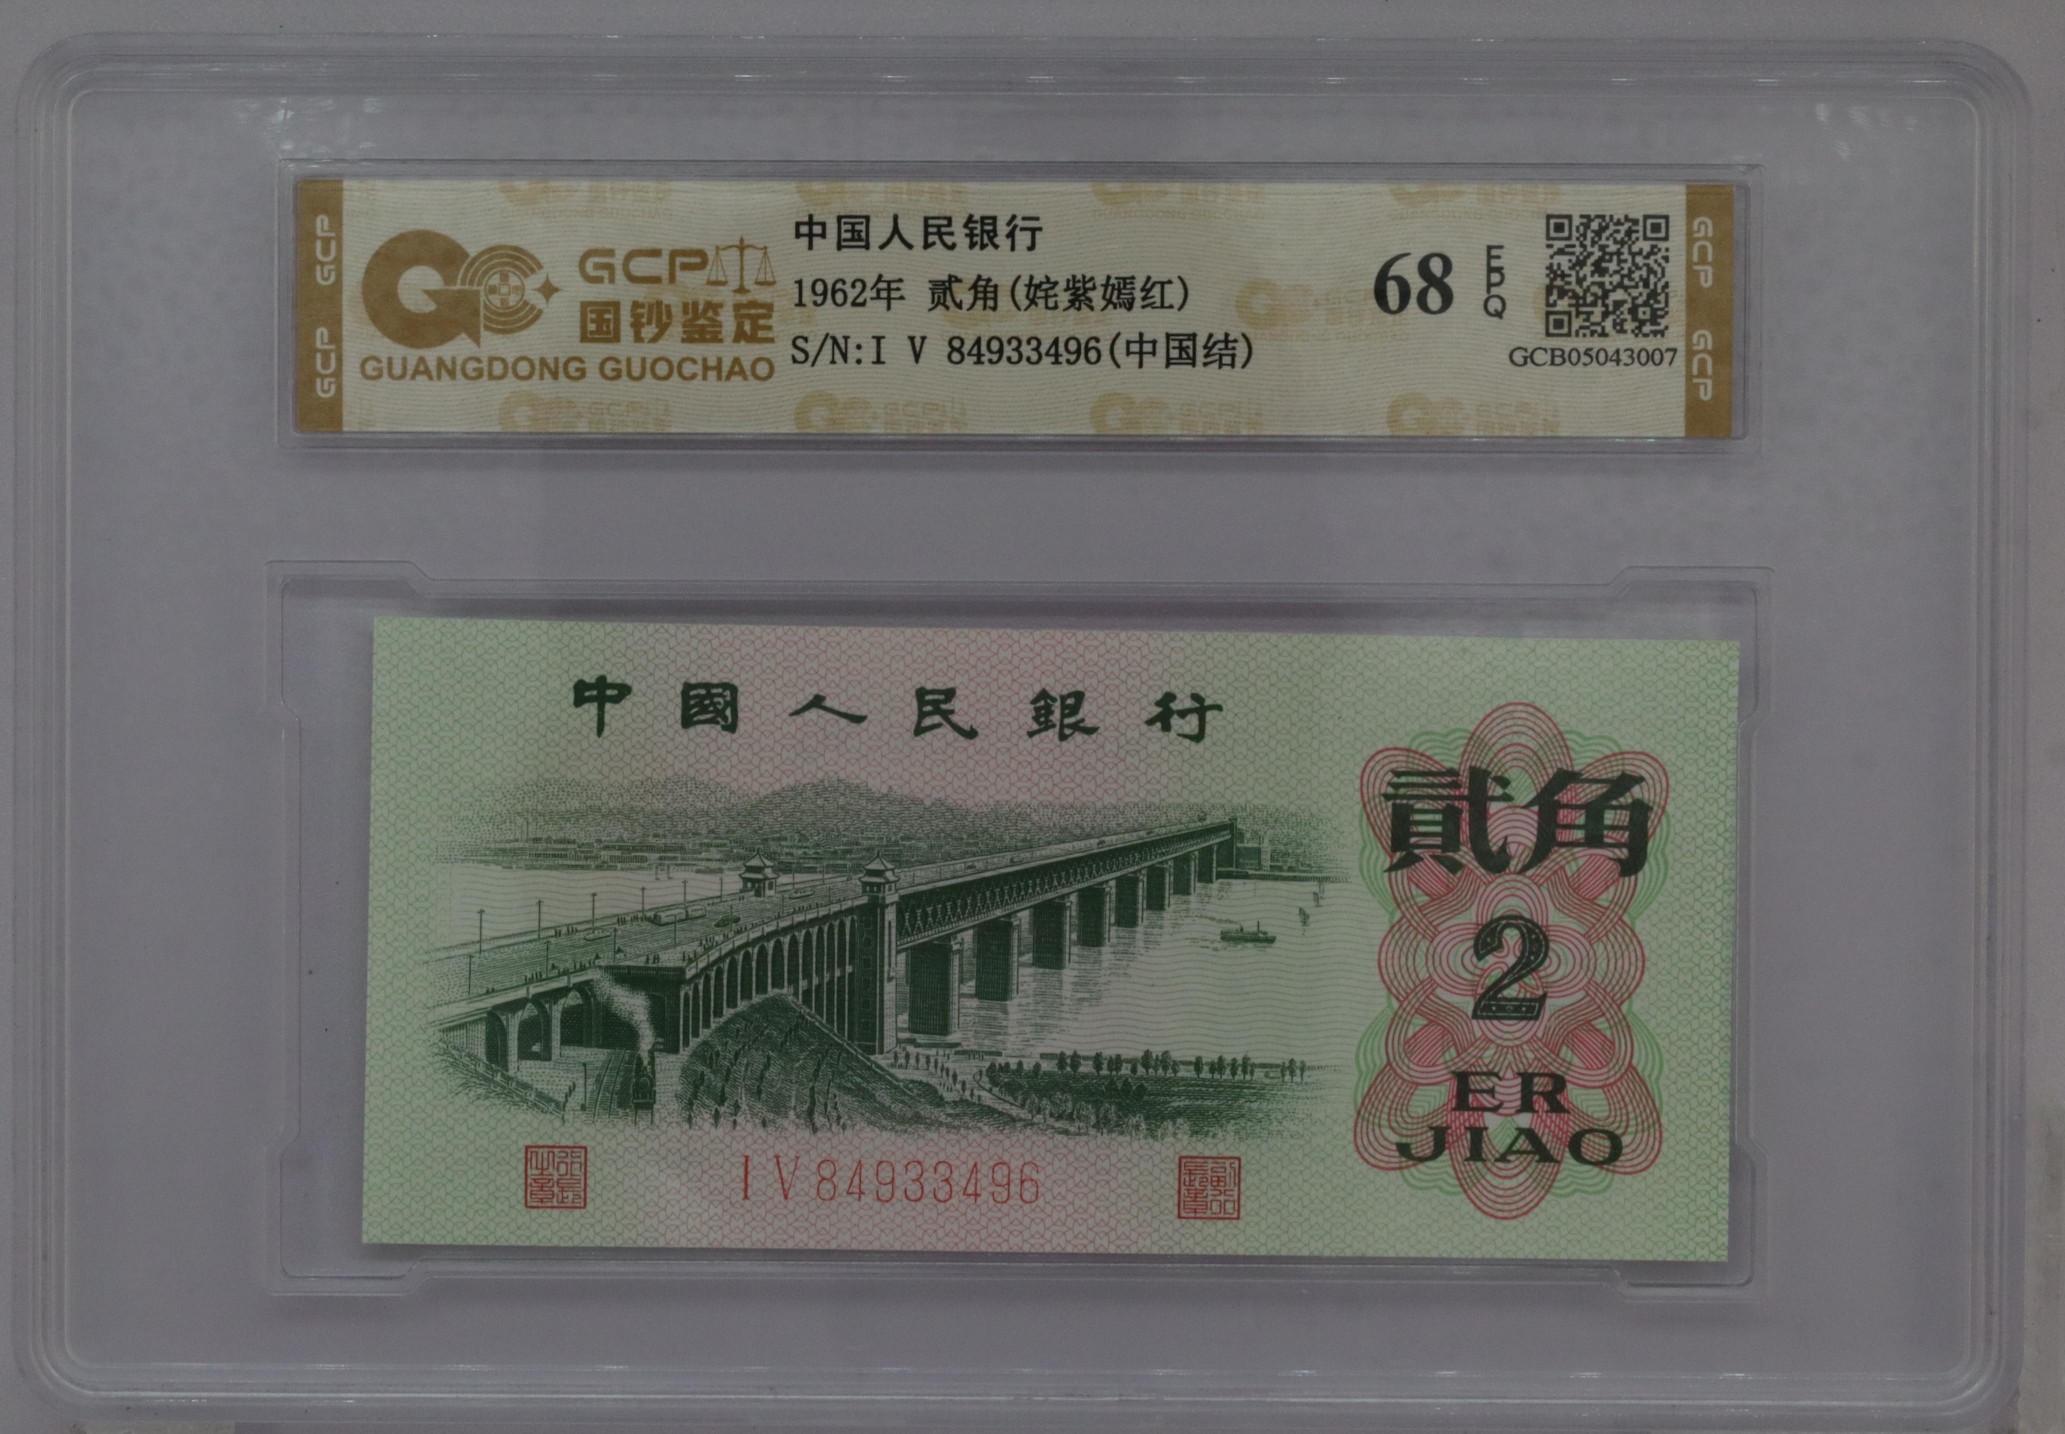 GCP
GCP
GCP
国钞鉴定
GUANGDONG GUOCHAO
中国人民银行
1962年 贰角(姹紫嫣红)
S/N:I V 84933496(中国结)
68
EPQ
GCB05043007
GCP
GCP
中國人民銀行
貳角
2
ER
JIAO
I V 84933496